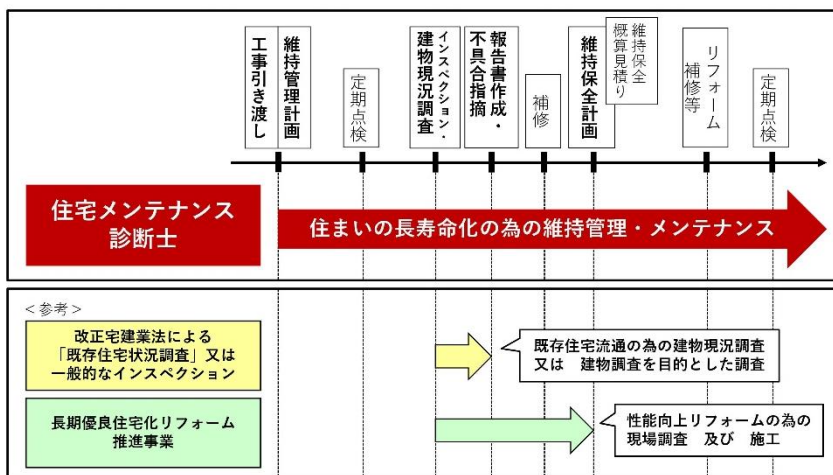 工事引き渡し
維持管理計画
定期点検
インスペクション・
建物現況調査
報告書作成・
不具合指摘
補修
維持保全計画
維持保全
概算見積り
リフォーム
補修等
定期点検
住宅メンテナンス
診断士
住まいの長寿命化の為の維持管理・メンテナンス
<参考>
改正宅建業法による
「既存住宅状況調査」又は
一般的なインスペクション
既存住宅流通の為の建物現況調査
又は 建物調査を目的とした調査
長期優良住宅化リフォーム
推進事業
性能向上リフォームの為の
現場調査 及び 施工